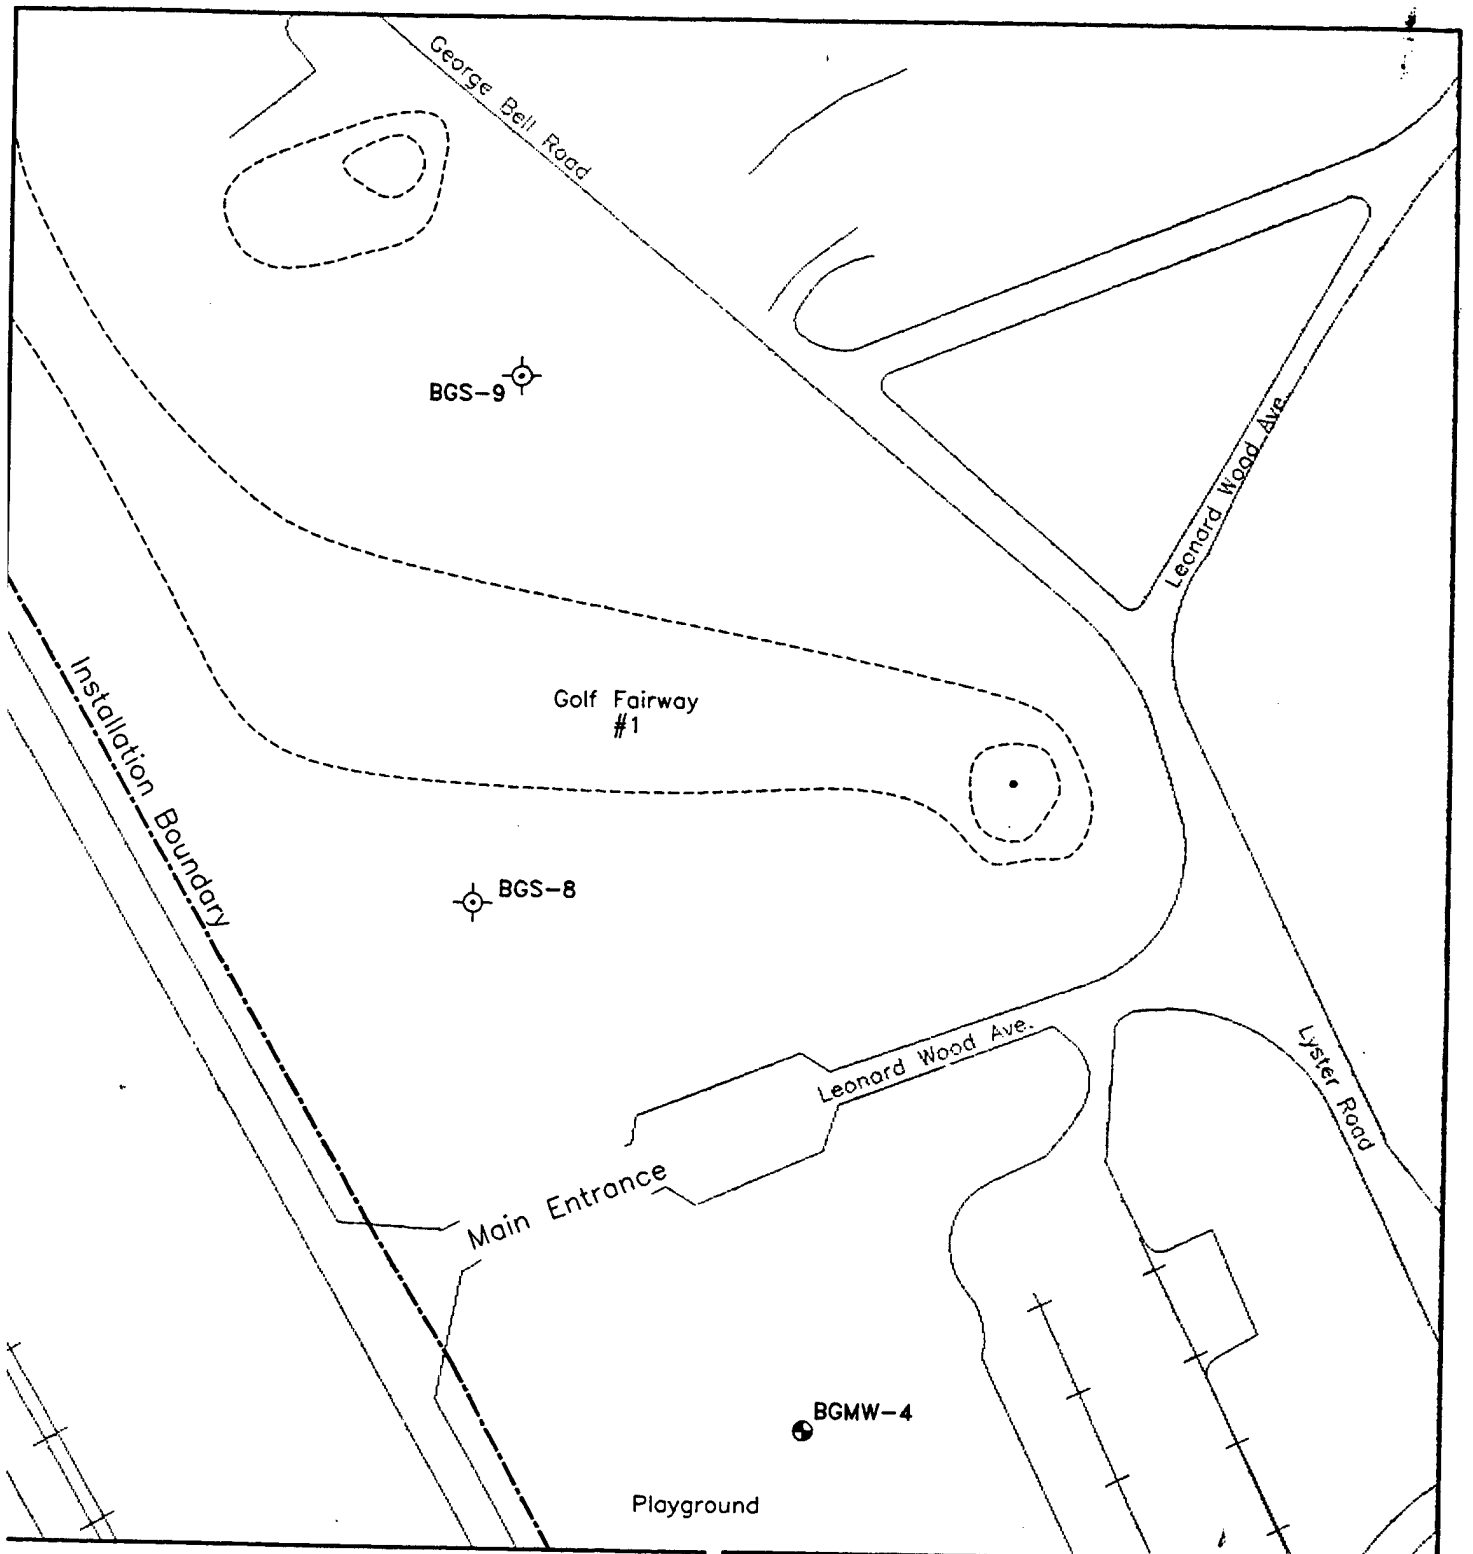 George Bell Road
BGS-9
Leonard Wood Ave.
Installation Boundary
Golf Fairway
#1
BGS-8
Leonard Wood Ave.
Lyster Road
Main Entrance
BGMW-4
Playground